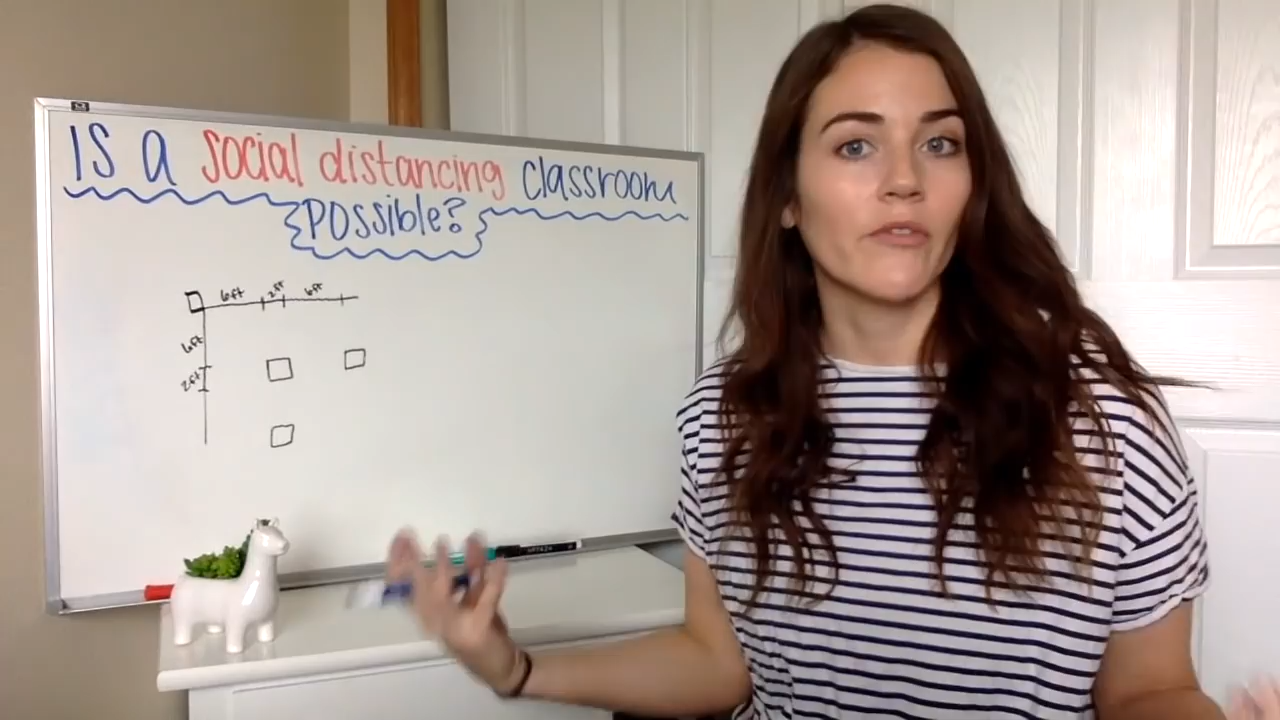 IS a social distancing classroom
POSSible?
6ft 2ft 6ft
6ft
2ft